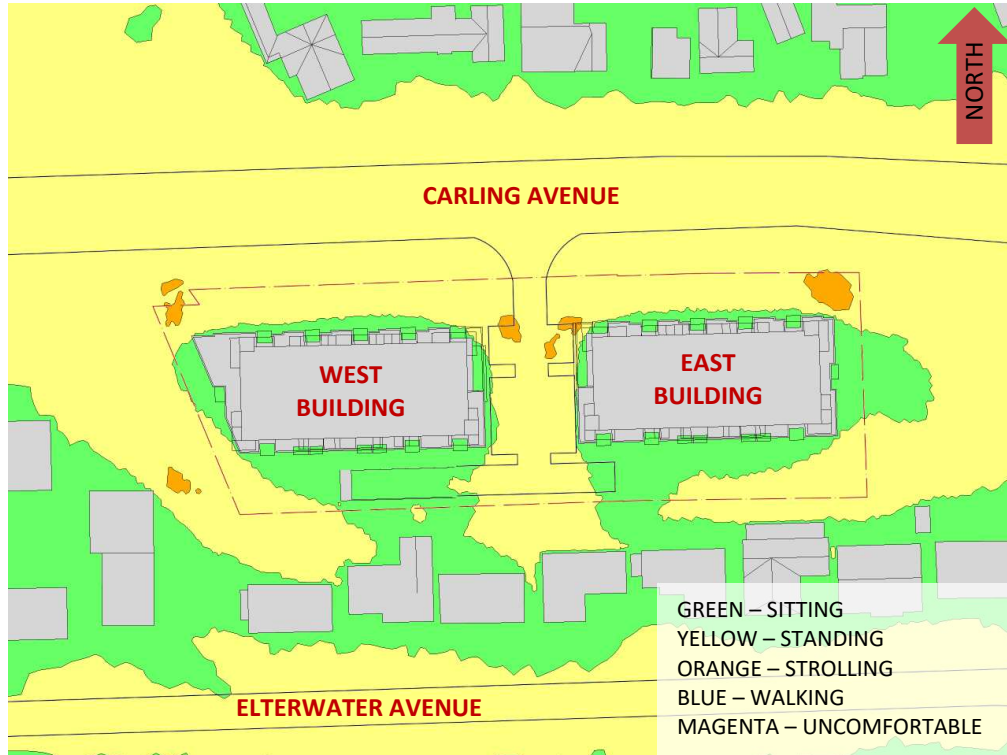 NORTH
CARLING AVENUE
WEST
BUILDING
EAST
BUILDING
GREEN – SITTING
YELLOW – STANDING
ORANGE – STROLLING
BLUE – WALKING
MAGENTA – UNCOMFORTABLE
ELTERWATER AVENUE